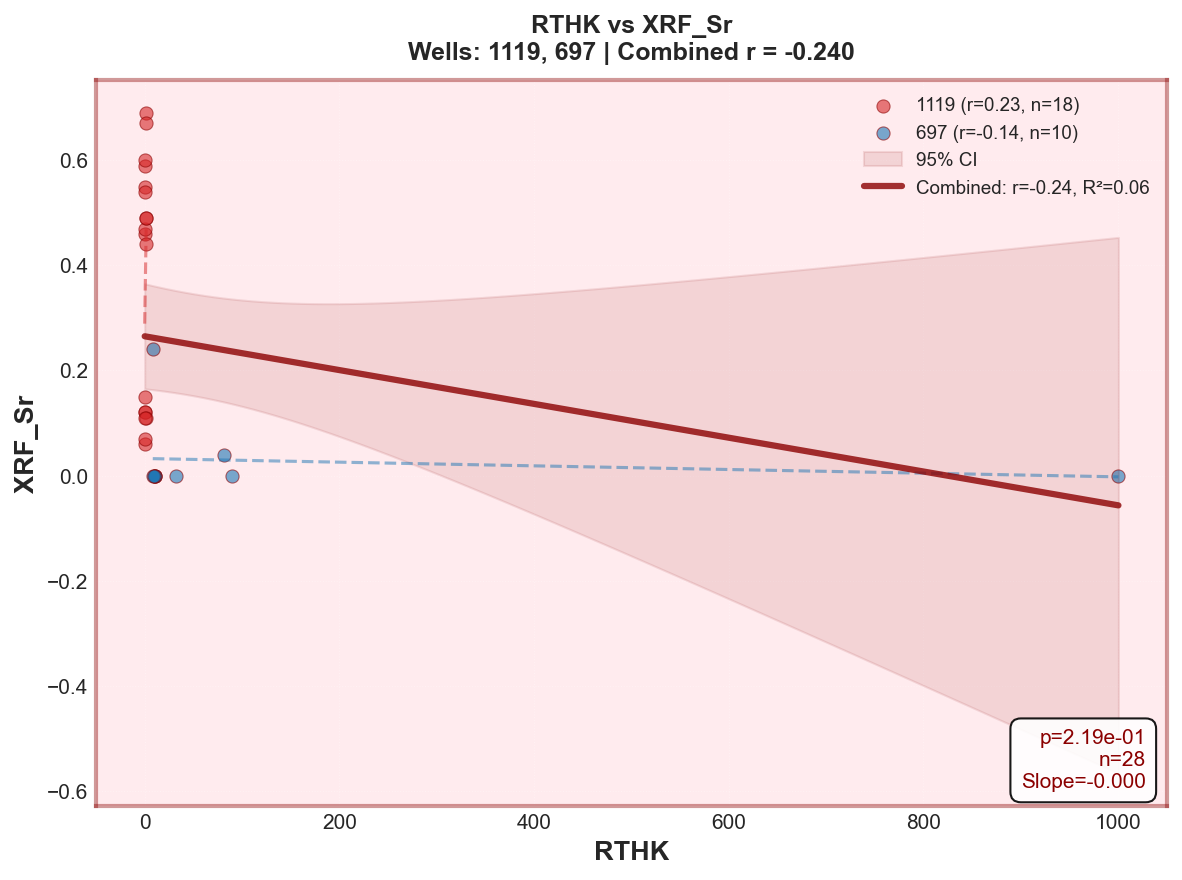 RTHK vs XRF_Sr
Wells: 1119, 697 | Combined r = -0.240
1119 (r=0.23, n=18)
697 (r=-0.14, n=10)
95% CI
Combined: r=-0.24, R²=0.06
XRF_Sr
0.6
0.4
0.2
0.0
−0.2
−0.4
−0.6
p=2.19e-01
n=28
Slope=-0.000
0 200 400 600 800 1000
RTHK